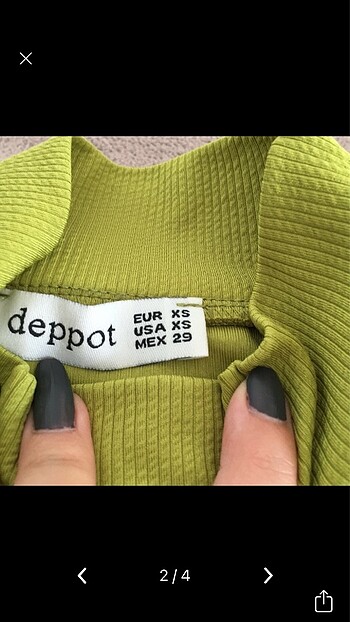 deppot
EUR XS
USA XS
MEX 29
2/4